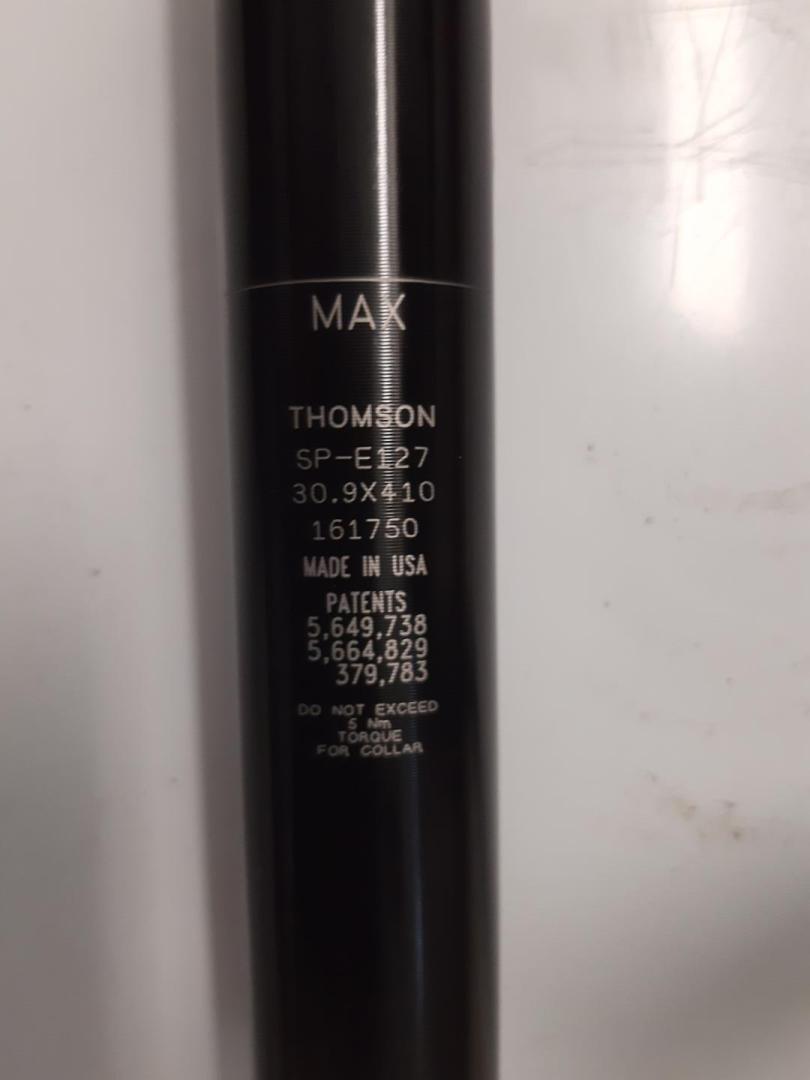 MAX
THOMSON
SP-E127
30.9X410
161750
MADE IN USA
PATENTS
5,649,738
5,664,829
379,783
DO NOT EXCEED
5 Nm
TORQUE
FOR COLLAR